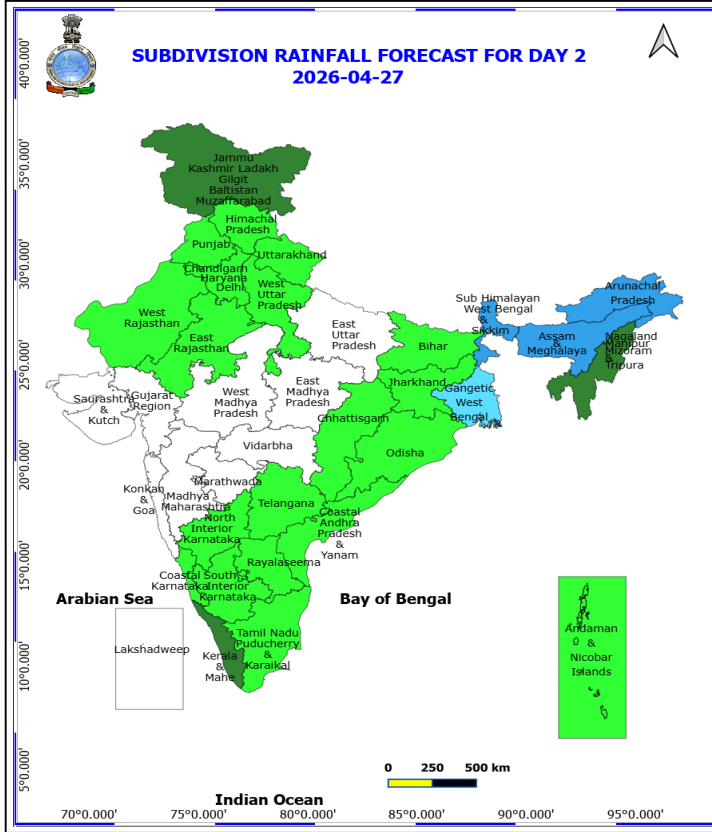 SUBDIVISION RAINFALL FORECAST FOR DAY 2
2026-04-27
40°0.000'
35°0.000'
30°0.000'
25°0.000'
20°0.000'
15°0.000'
10°0.000'
5°0.000'
Jammu
Kashmir Ladakh
Gilgit
Baltistan
Muzaffarabad
Himachal
Pradesh
Punjab
Uttarakhand
Chandigarh
Haryana
Delhi
West
Uttar
Pradesh
West
Rajasthan
East
Rajasthan
East
Uttar
Pradesh
Sub Himalayan
West Bengal
&
Sikkim
Arunachal
Pradesh
Assam
&
Meghalaya
Nagaland
Manipur
Mizoram
&
Tripura
Bihar
Jharkhand
Gangetic
West
Bengal
Saurashtra
&
Kutch
Gujarat
Region
West
Madhya
Pradesh
East
Madhya
Pradesh
Chhattisgarh
Odisha
Vidarbha
Konkan
&
Goa
Madhya
Maharashtra
Marathwada
Telangana
North
Interior
Karnataka
Coastal
Andhra
Pradesh
&
Yanam
Rayalaseema
Coastal
Karnataka
South
Interior
Karnataka
Arabian Sea
Bay of Bengal
Lakshadweep
Kerala
&
Mahe
Tamil Nadu
Puducherry
&
Karaikal
Andaman
&
Nicobar
Islands
0 250 500 km
Indian Ocean
70°0.000' 75°0.000' 80°0.000' 85°0.000' 90°0.000' 95°0.000'